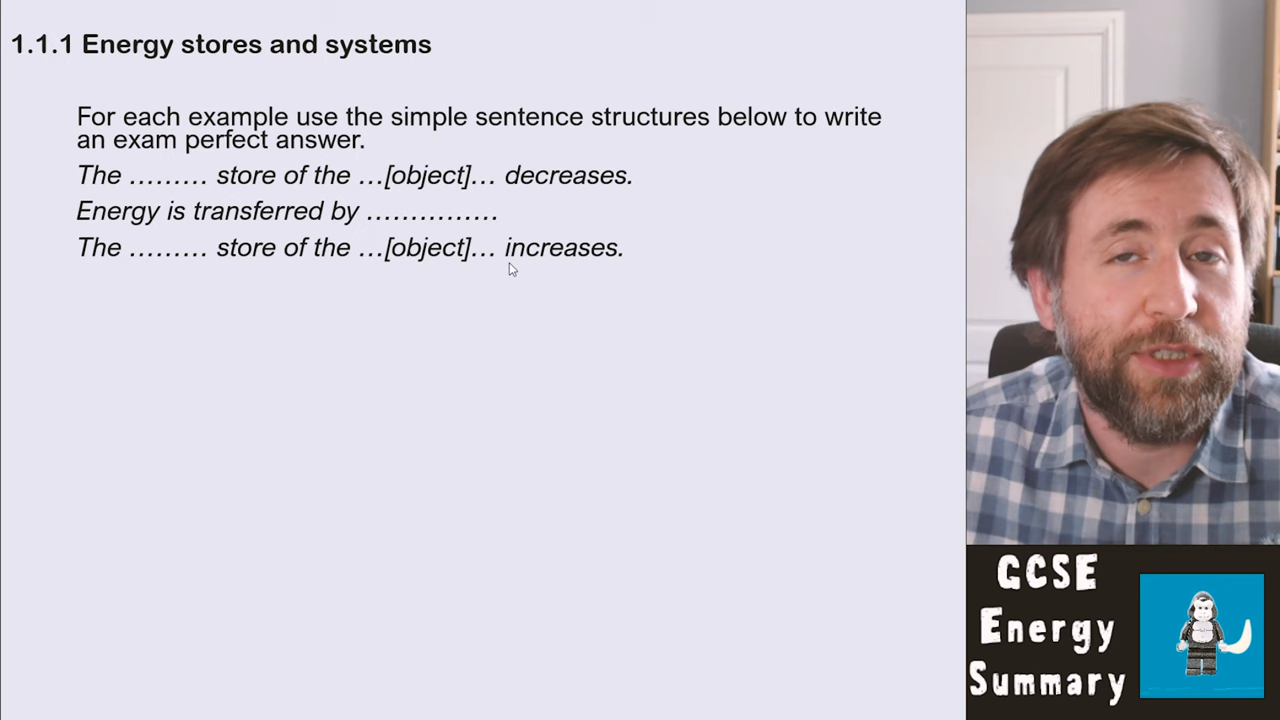 1.1.1 Energy stores and systems
For each example use the simple sentence structures below to write
an exam perfect answer.
The ……… store of the …[object]… decreases.
Energy is transferred by ……………
The ……… store of the …[object]… increases.
GCSE
Energy
Summary